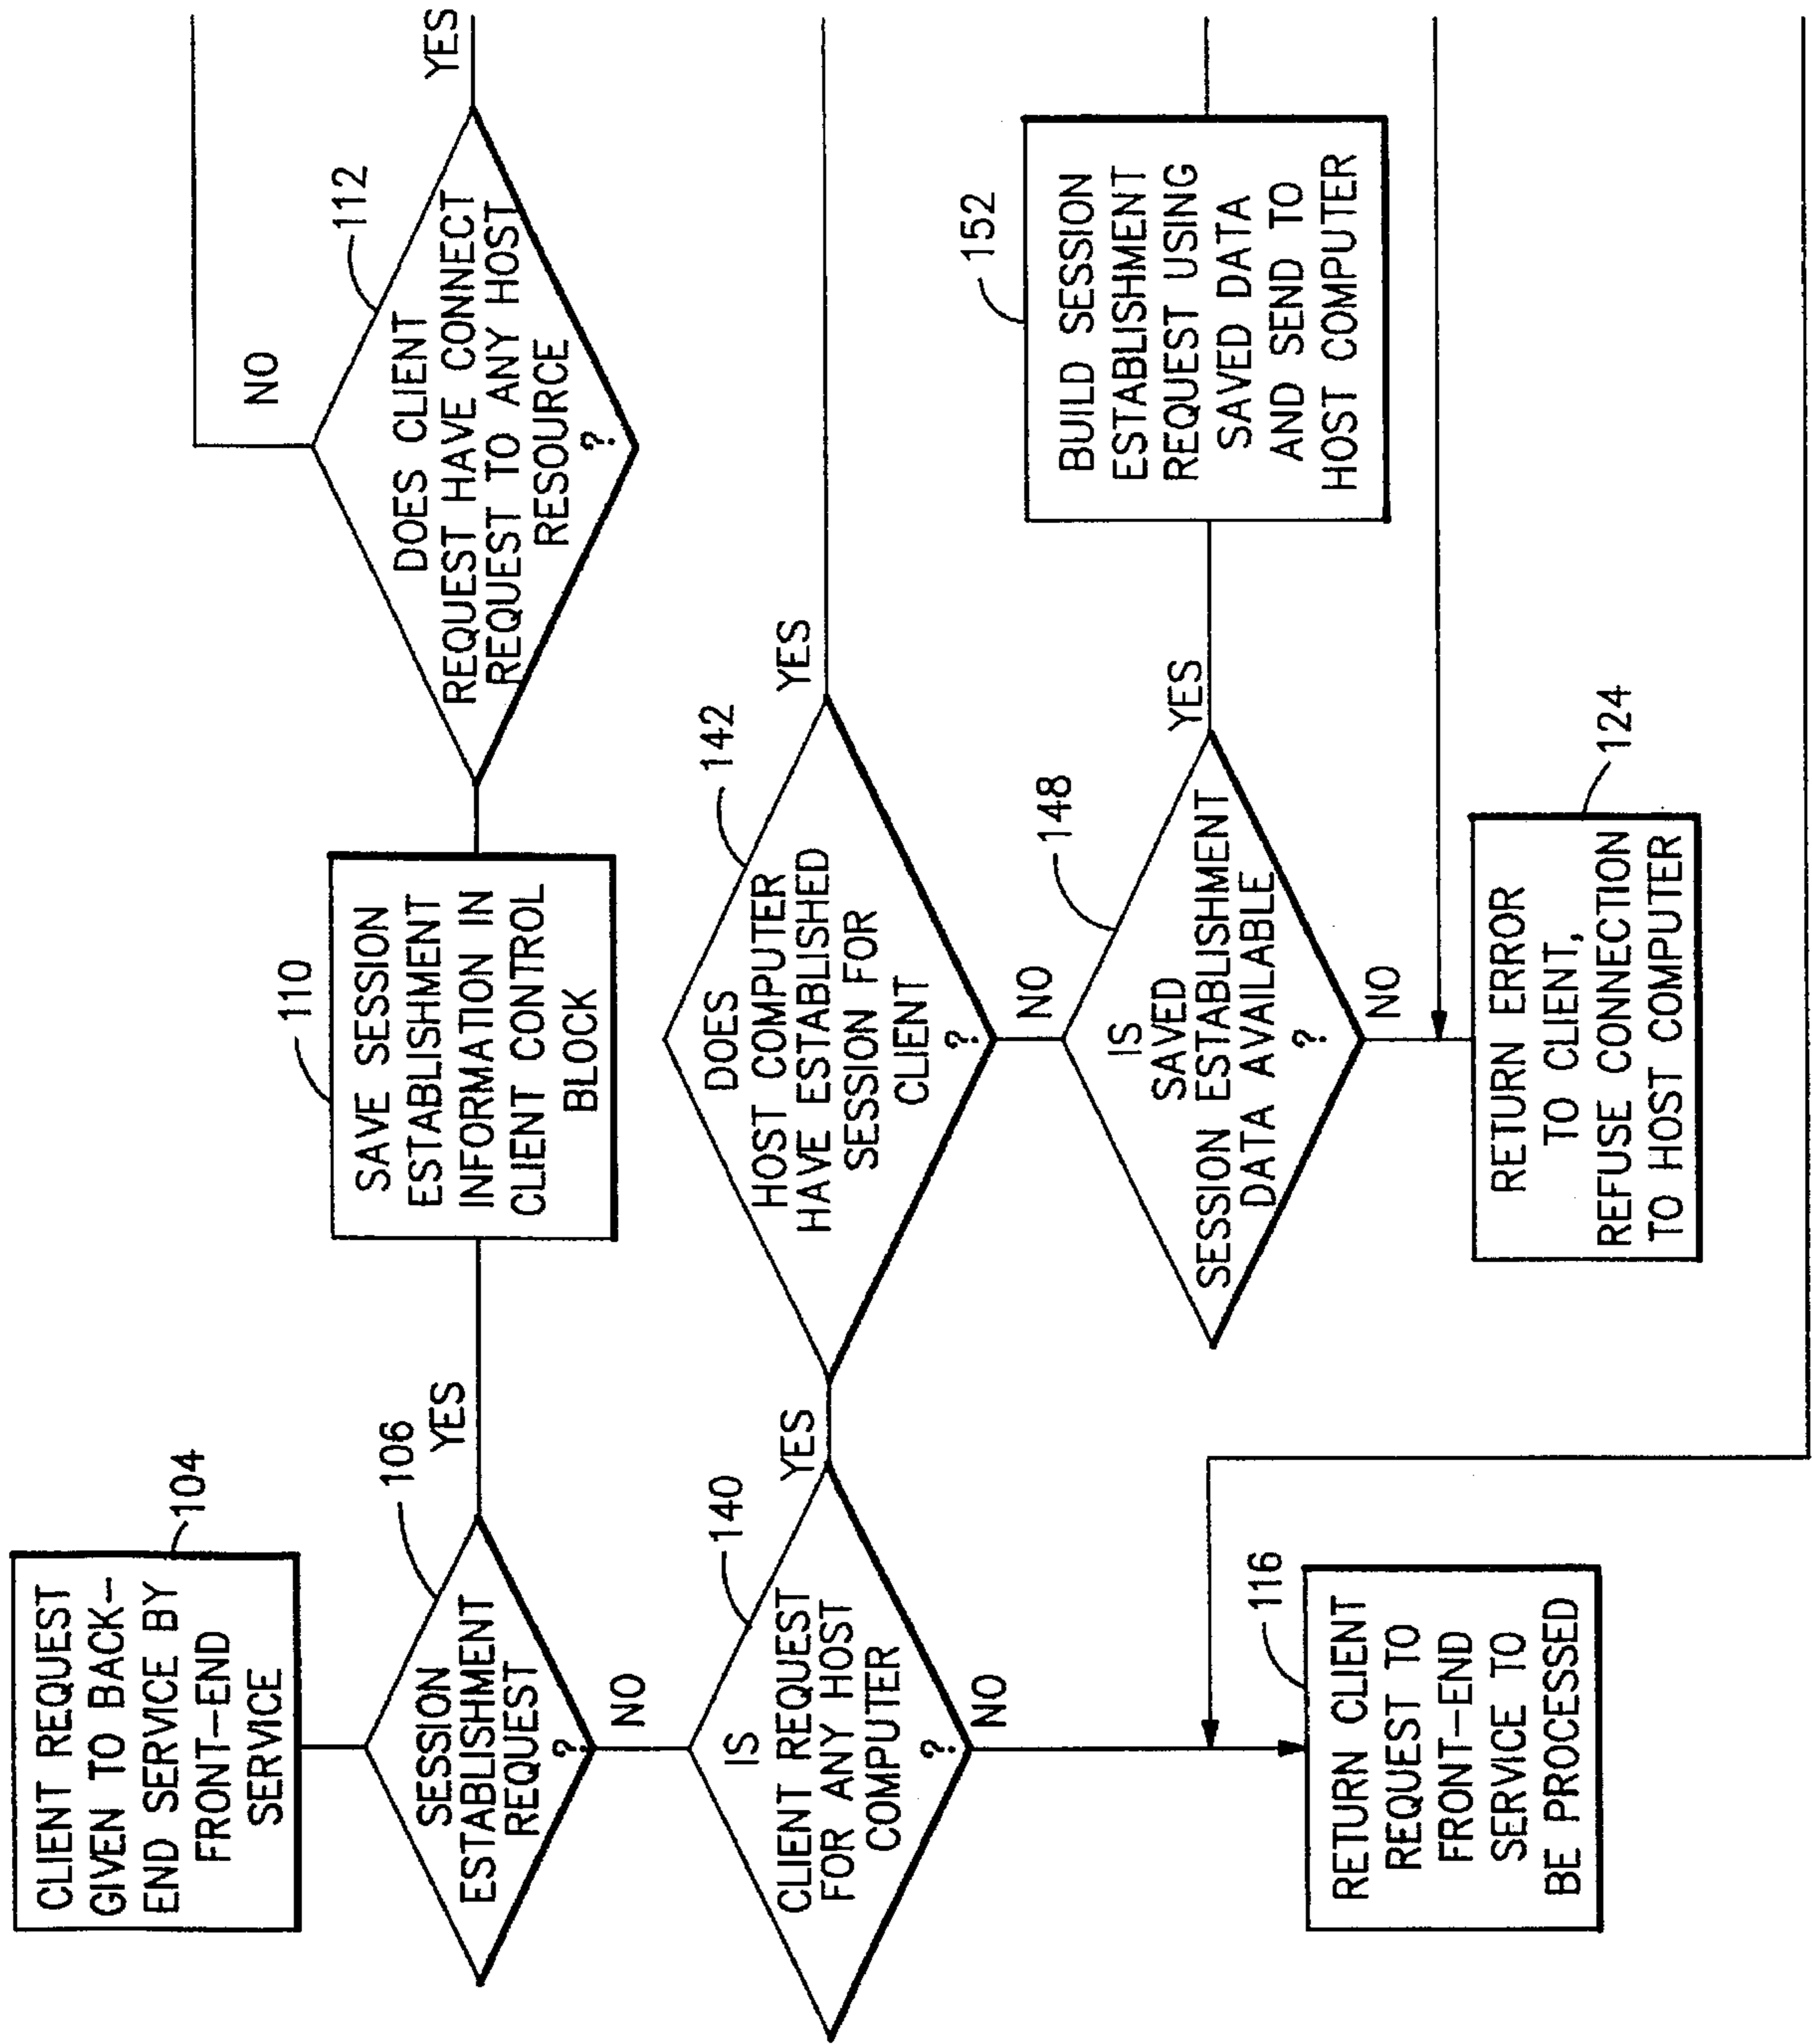 CLIENT REQUEST
GIVEN TO BACK–
END SERVICE BY
FRONT–END
SERVICE
104
SESSION
ESTABLISHMENT
REQUEST
?
106
YES
NO
SAVE SESSION
ESTABLISHMENT
INFORMATION IN
CLIENT CONTROL
BLOCK
110
DOES CLIENT
REQUEST HAVE CONNECT
REQUEST TO ANY HOST
RESOURCE
?
112
NO
YES
IS
CLIENT REQUEST
FOR ANY HOST
COMPUTER
?
140
YES
NO
DOES
HOST COMPUTER
HAVE ESTABLISHED
SESSION FOR
CLIENT
?
142
YES
NO
IS
SAVED
SESSION ESTABLISHMENT
DATA AVAILABLE
?
148
YES
NO
BUILD SESSION
ESTABLISHMENT
REQUEST USING
SAVED DATA
AND SEND TO
HOST COMPUTER
152
RETURN CLIENT
REQUEST TO
FRONT–END
SERVICE TO
BE PROCESSED
116
RETURN ERROR
TO CLIENT,
REFUSE CONNECTION
TO HOST COMPUTER
124